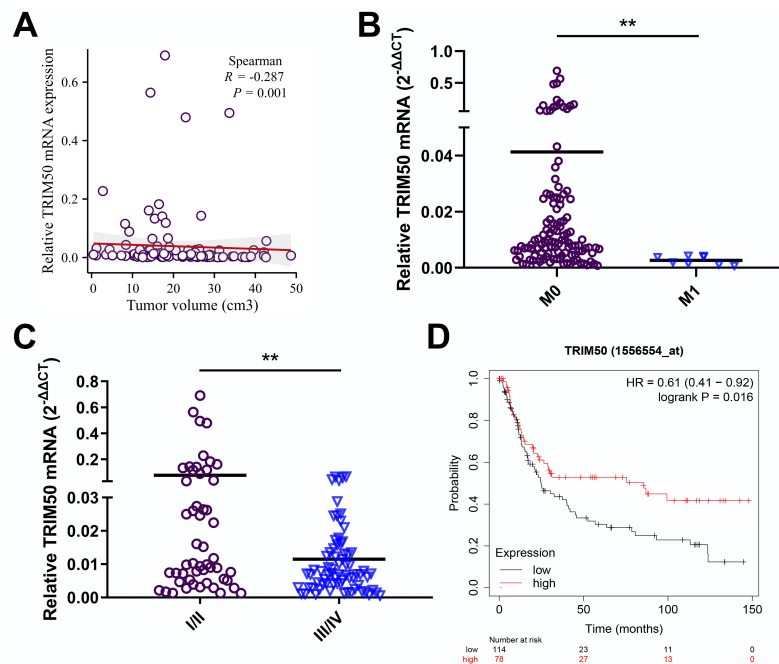 A
Relative TRIM50 mRNA expression
Spearman
R = -0.287
P = 0.001
0.6
0.4
0.2
0.0
0 10 20 30 40 50
Tumor volume (cm3)
B
Relative TRIM50 mRNA (2-ΔΔCT)
**
1.0
0.5
0.04
0.02
0.00
M0 M1
C
Relative TRIM50 mRNA (2-ΔΔCT)
**
0.8
0.6
0.4
0.2
0.03
0.02
0.01
0.00
I/II III/IV
D
TRIM50 (1556554_at)
HR = 0.61 (0.41 − 0.92)
logrank P = 0.016
Probability
1.0
0.8
0.6
0.4
0.2
0.0
Expression
low
high
0 50 100 150
Time (months)
Number at risk
low 114 23 11 0
high 78 27 13 0